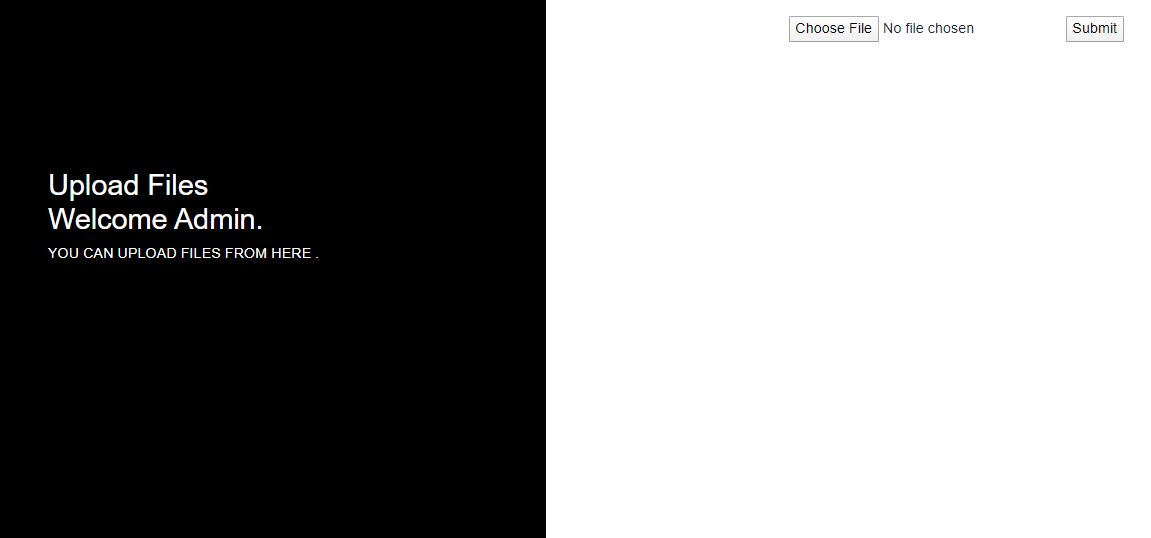 Choose File No file chosen Submit
Upload Files
Welcome Admin.
YOU CAN UPLOAD FILES FROM HERE .